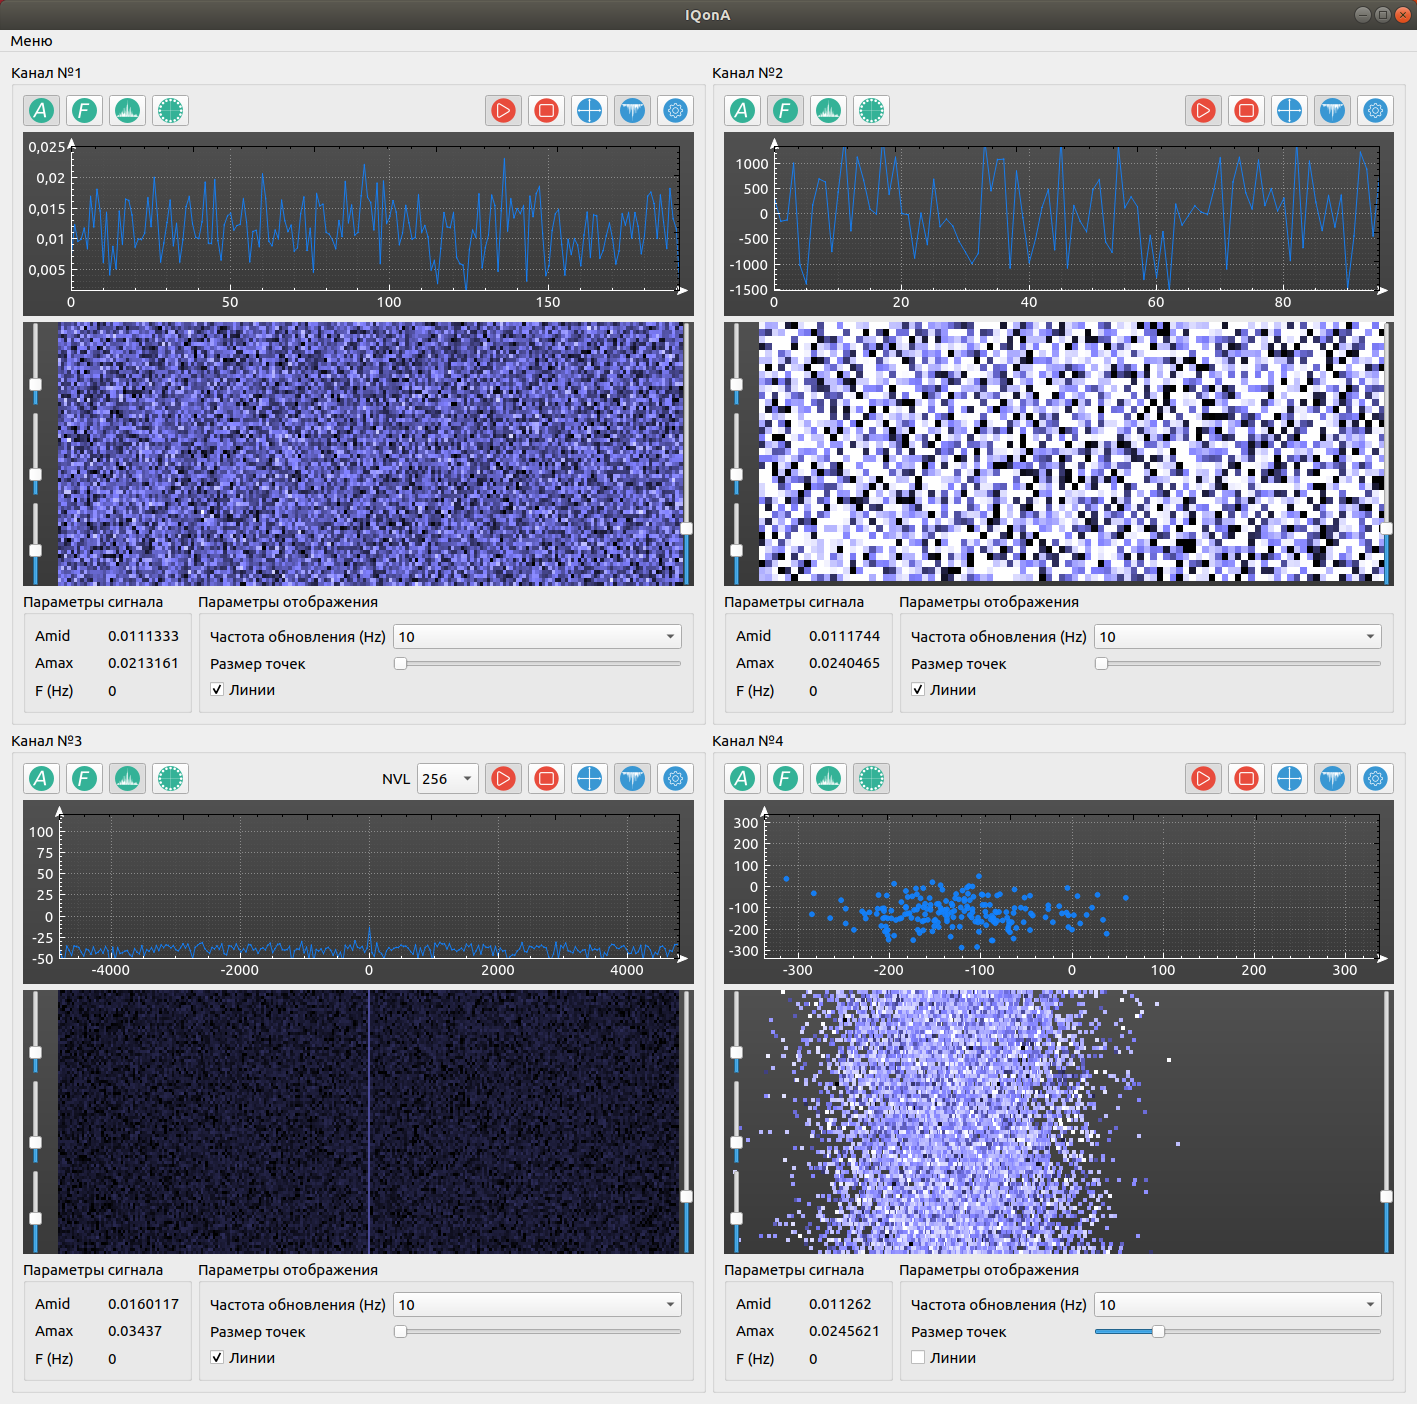 IQonA
Меню
Канал №1
A F
0,025
0,02
0,015
0,01
0,005
0 50 100 150
Параметры сигнала
Amid 0.0111333
Amax 0.0213161
F (Hz) 0
Параметры отображения
Частота обновления (Hz) 10
Размер точек
Линии
Канал №2
A F
1000
500
0
-500
-1000
-1500
0 20 40 60 80
Параметры сигнала
Amid 0.0111744
Amax 0.0240465
F (Hz) 0
Параметры отображения
Частота обновления (Hz) 10
Размер точек
Линии
Канал №3
A F NVL 256
100
75
50
25
0
-25
-50
-4000 -2000 0 2000 4000
Параметры сигнала
Amid 0.0160117
Amax 0.03437
F (Hz) 0
Параметры отображения
Частота обновления (Hz) 10
Размер точек
Линии
Канал №4
A F
300
200
100
0
-100
-200
-300
-300 -200 -100 0 100 200 300
Параметры сигнала
Amid 0.011262
Amax 0.0245621
F (Hz) 0
Параметры отображения
Частота обновления (Hz) 10
Размер точек
Линии